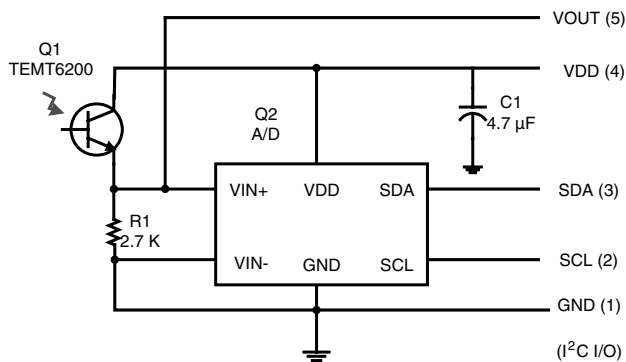 VOUT (5)
Q1
TEMT6200
VDD (4)
Q2
A/D
C1
4.7 µF
VIN+
VDD
SDA
SDA (3)
R1
2.7 K
VIN-
GND
SCL
SCL (2)
GND (1)
(I²C I/O)